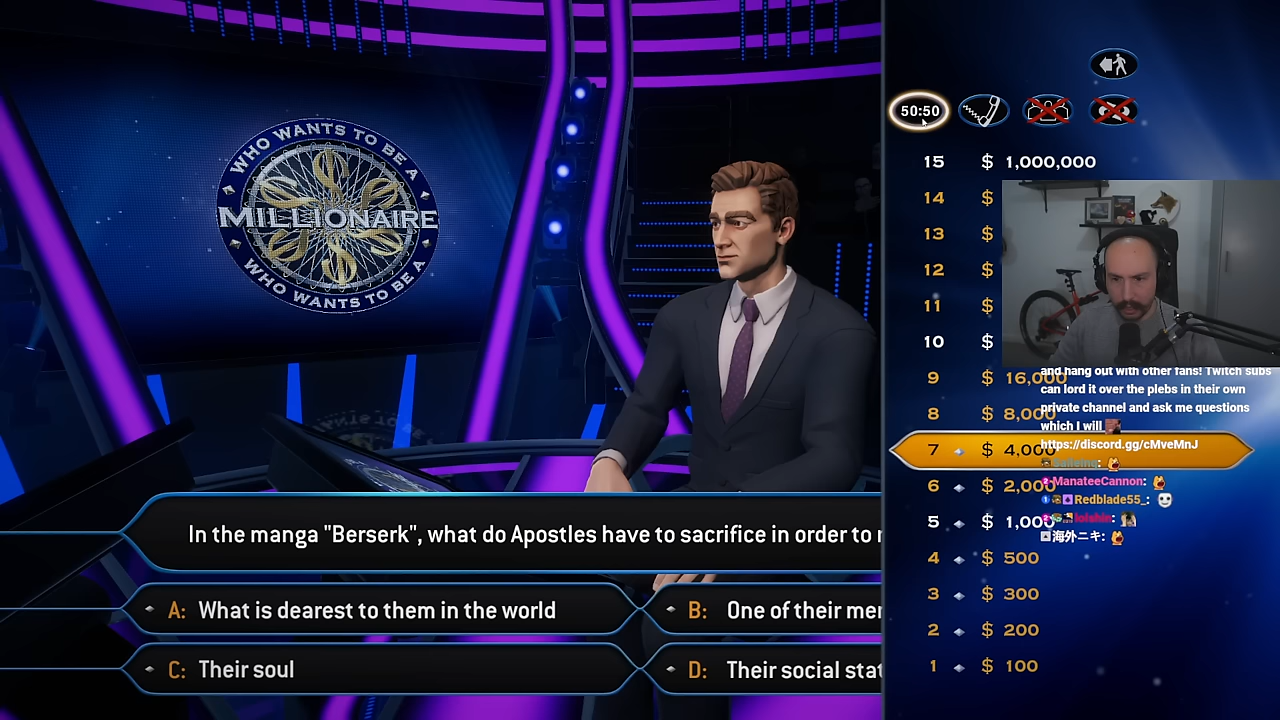 WHO WANTS TO BE A
MILLIONAIRE
WHO WANTS TO BE A
50:50
15 $ 1,000,000
14 $
13 $
12 $
11 $
10 $
9 $ 16,000
8 $ 8,000
7 $ 4,000
6 $ 2,000
5 $ 1,000
4 $ 500
3 $ 300
2 $ 200
1 $ 100
and hang out with other fans! Twitch subs
can lord it over the plebs in their own
private channel and ask me questions
which I will
https://discord.gg/cMveMnJ
ManateeCannon:
Redblade55_:
海外ニキ:
In the manga "Berserk", what do Apostles have to sacrifice in order to
A: What is dearest to them in the world
B: One of their
C: Their soul
D: Their social